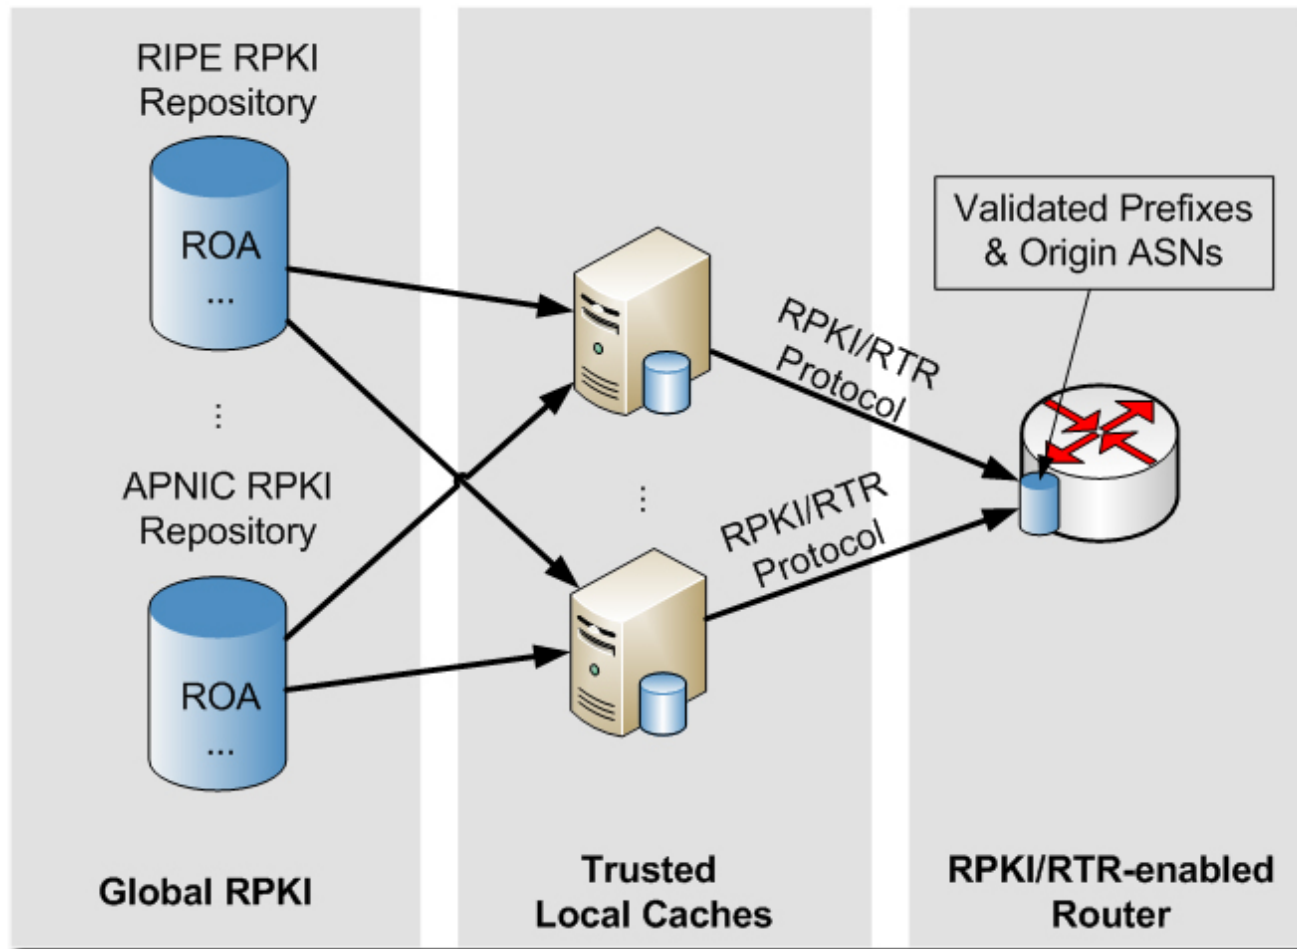 RIPE RPKI
Repository
ROA
...
...
APNIC RPKI
Repository
ROA
...
Global RPKI
...
Trusted
Local Caches
RPKI/RTR
Protocol
RPKI/RTR
Protocol
Validated Prefixes
& Origin ASNs
RPKI/RTR-enabled
Router